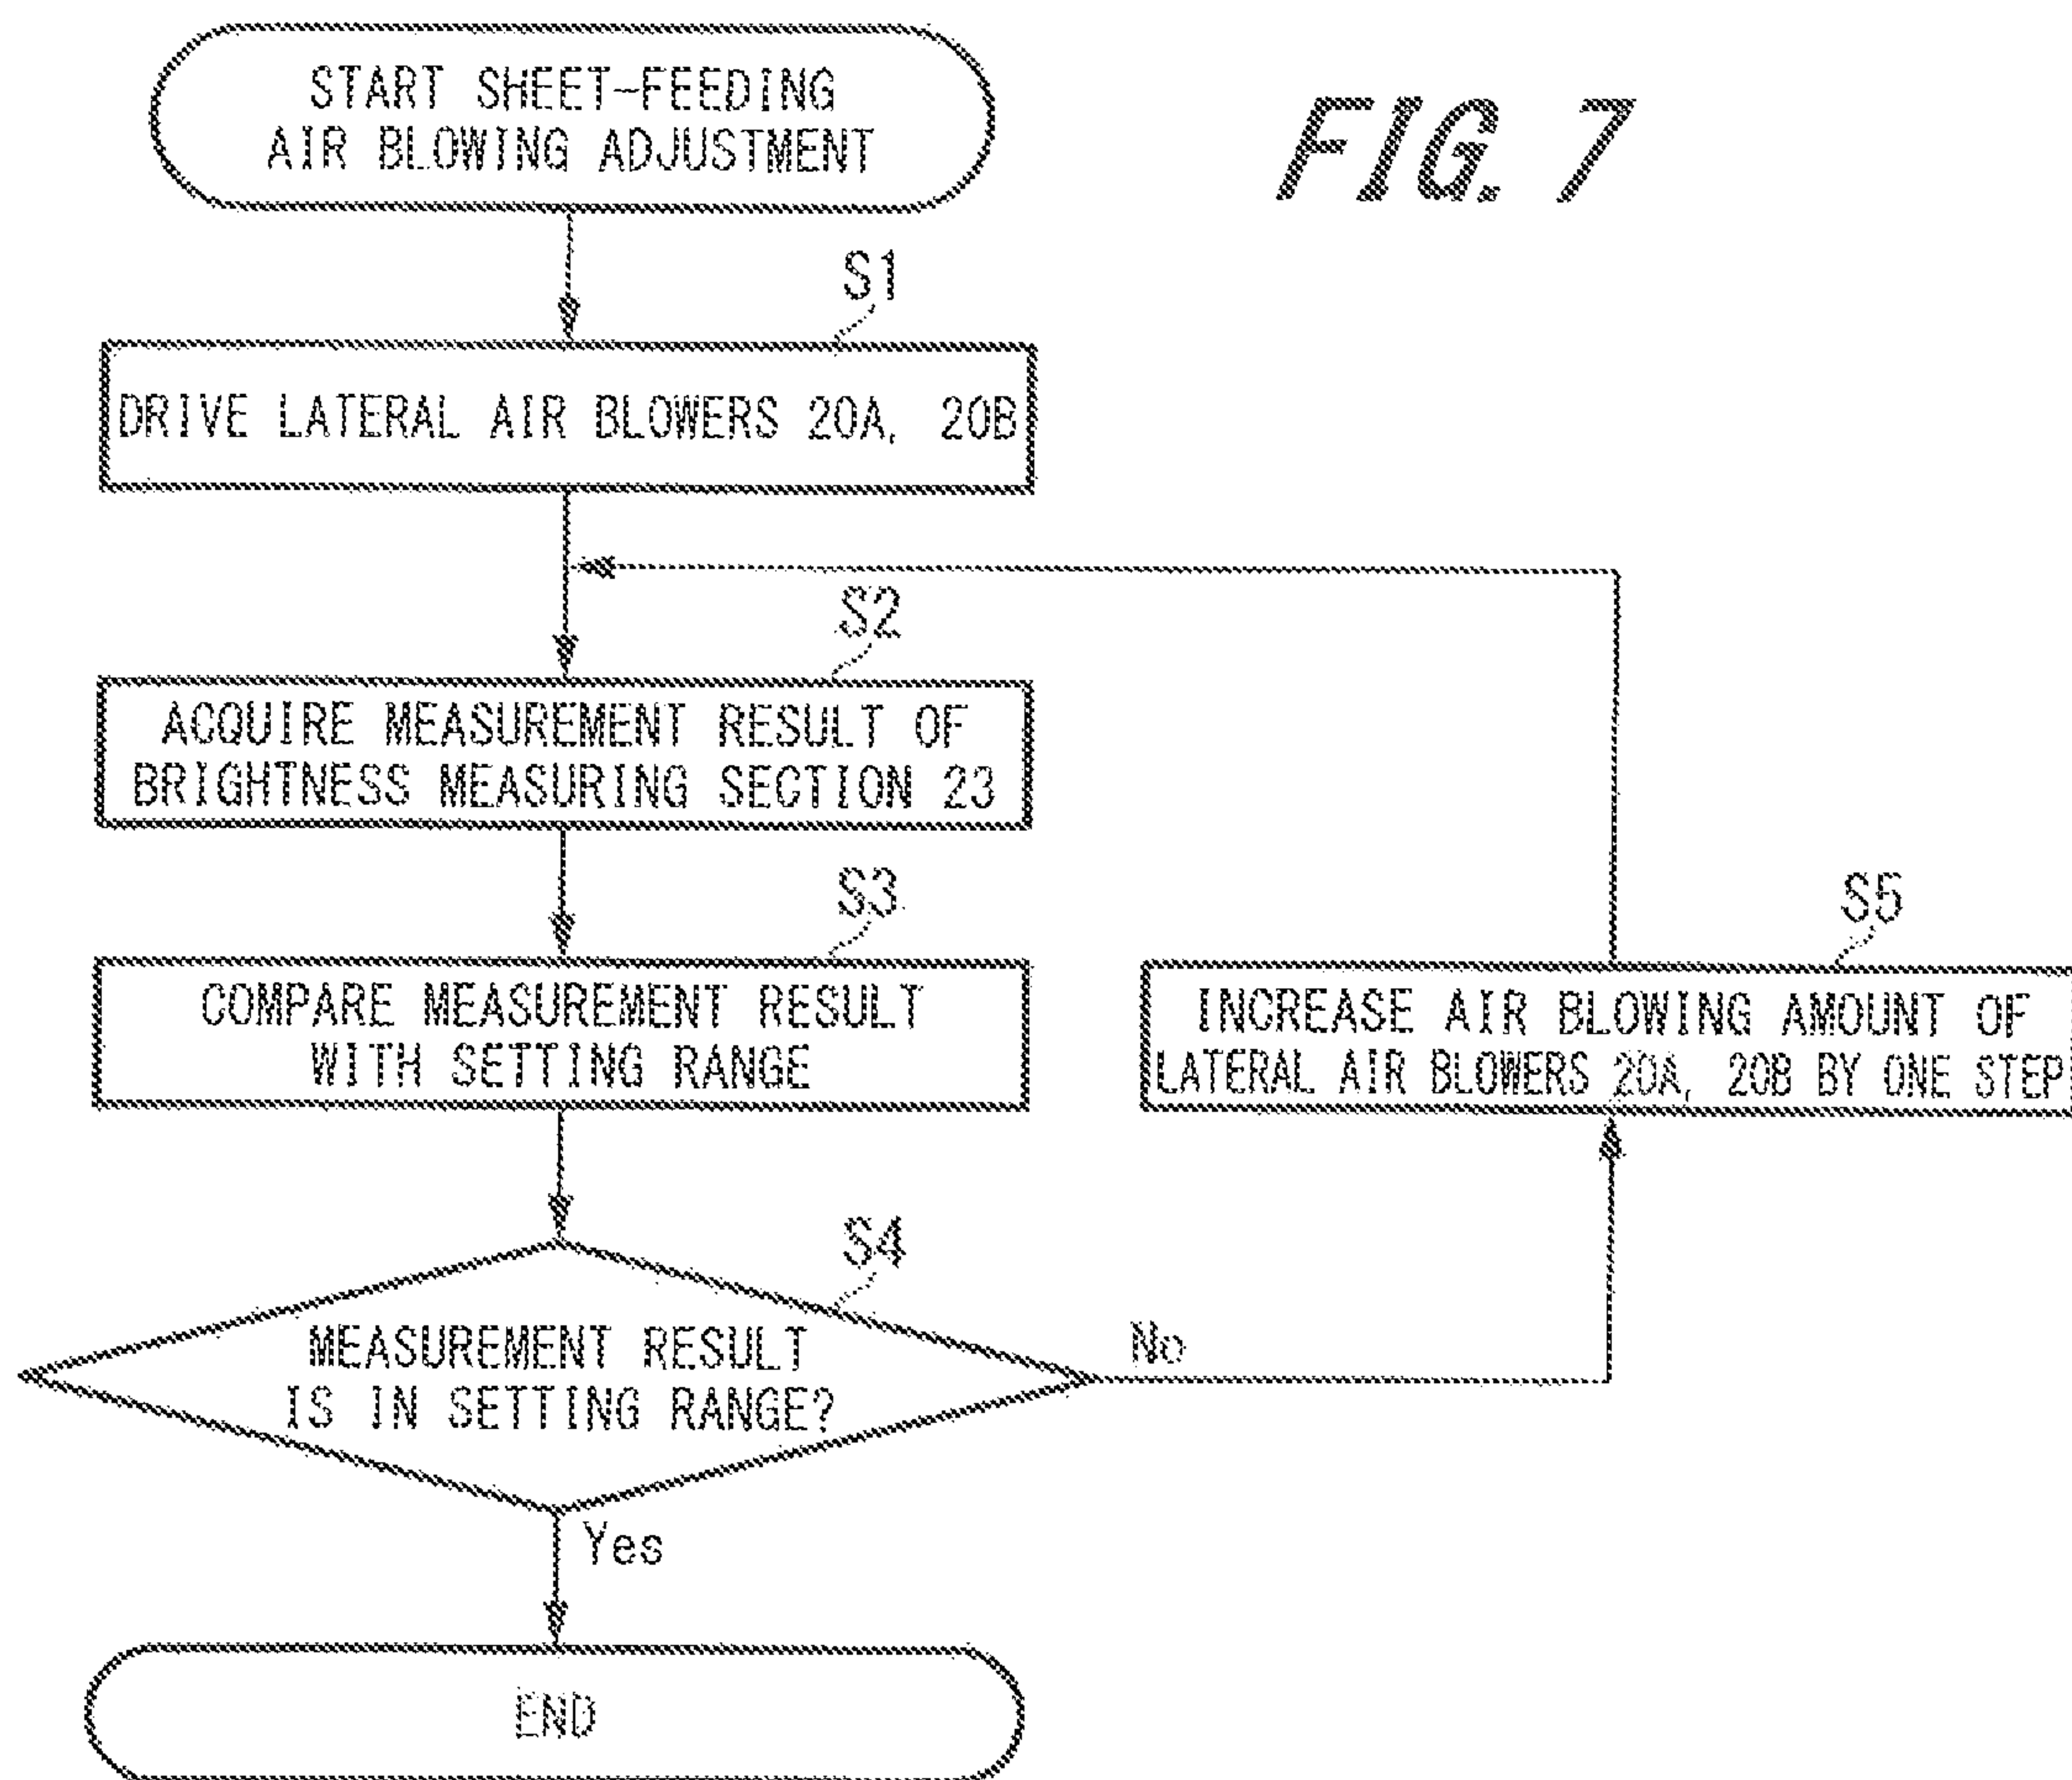 START SHEET-FEEDING
AIR BLOWING ADJUSTMENT
FIG. 7
S1
DRIVE LATERAL AIR BLOWERS 20A, 20B
S2
ACQUIRE MEASUREMENT RESULT OF
BRIGHTNESS MEASURING SECTION 23
S3
COMPARE MEASUREMENT RESULT
WITH SETTING RANGE
S5
INCREASE AIR BLOWING AMOUNT OF
LATERAL AIR BLOWERS 20A, 20B BY ONE STEP
S4
MEASUREMENT RESULT
IS IN SETTING RANGE?
No
Yes
END